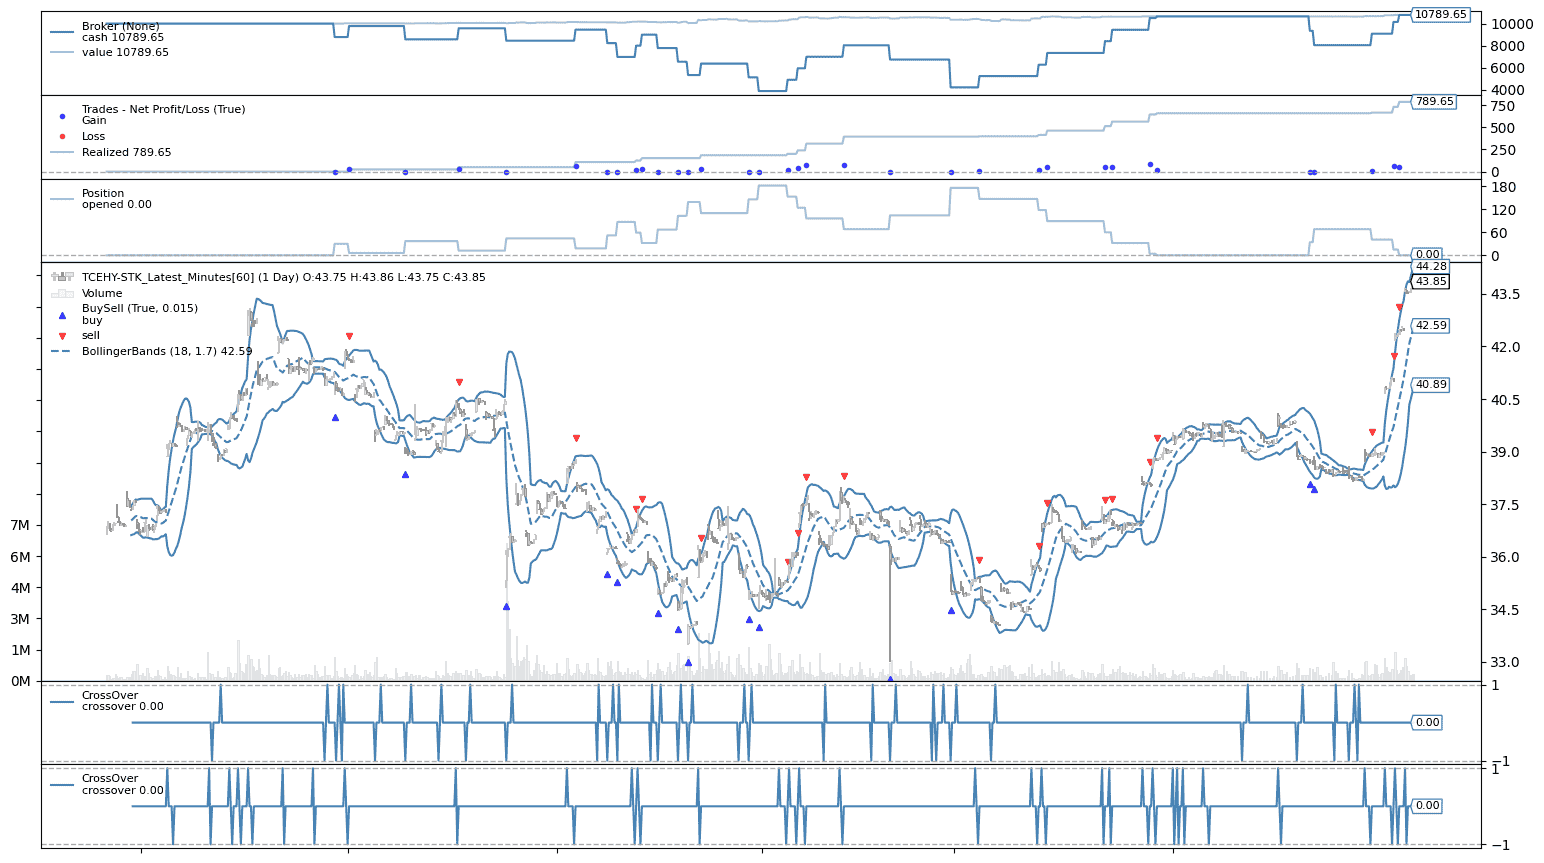 Broker (None)
cash 10789.65
value 10789.65
10789.65
10000
8000
6000
4000
Trades - Net Profit/Loss (True)
Gain
Loss
Realized 789.65
789.65
750
500
250
0
Position
opened 0.00
180
120
60
0.00
0
TCEHY-STK_Latest_Minutes[60] (1 Day) O:43.75 H:43.86 L:43.75 C:43.85
Volume
BuySell (True, 0.015)
buy
sell
BollingerBands (18, 1.7) 42.59
44.28
43.85
43.5
42.59
42.0
40.89
40.5
39.0
37.5
36.0
34.5
33.0
7M
6M
4M
3M
1M
0M
CrossOver
crossover 0.00
1
0.00
−1
CrossOver
crossover 0.00
1
0.00
−1